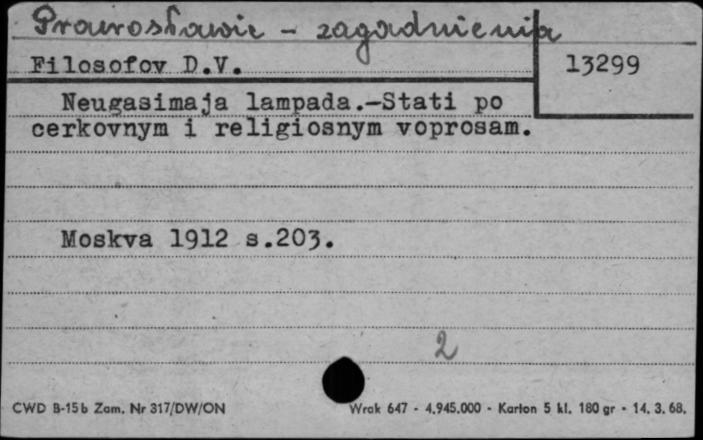 Prawosławie - zagadnienia
Filosofov D.V.
13299
Neugasimaja lampada.-Stati po
cerkovnym i religiosnym voprosam.
Moskva 1912 s.203.
2
CWD B-15b Zam. Nr 317/DW/ON
Wrak 647 - 4.945.000 - Karton 5 kl. 180 gr - 14. 3. 68.